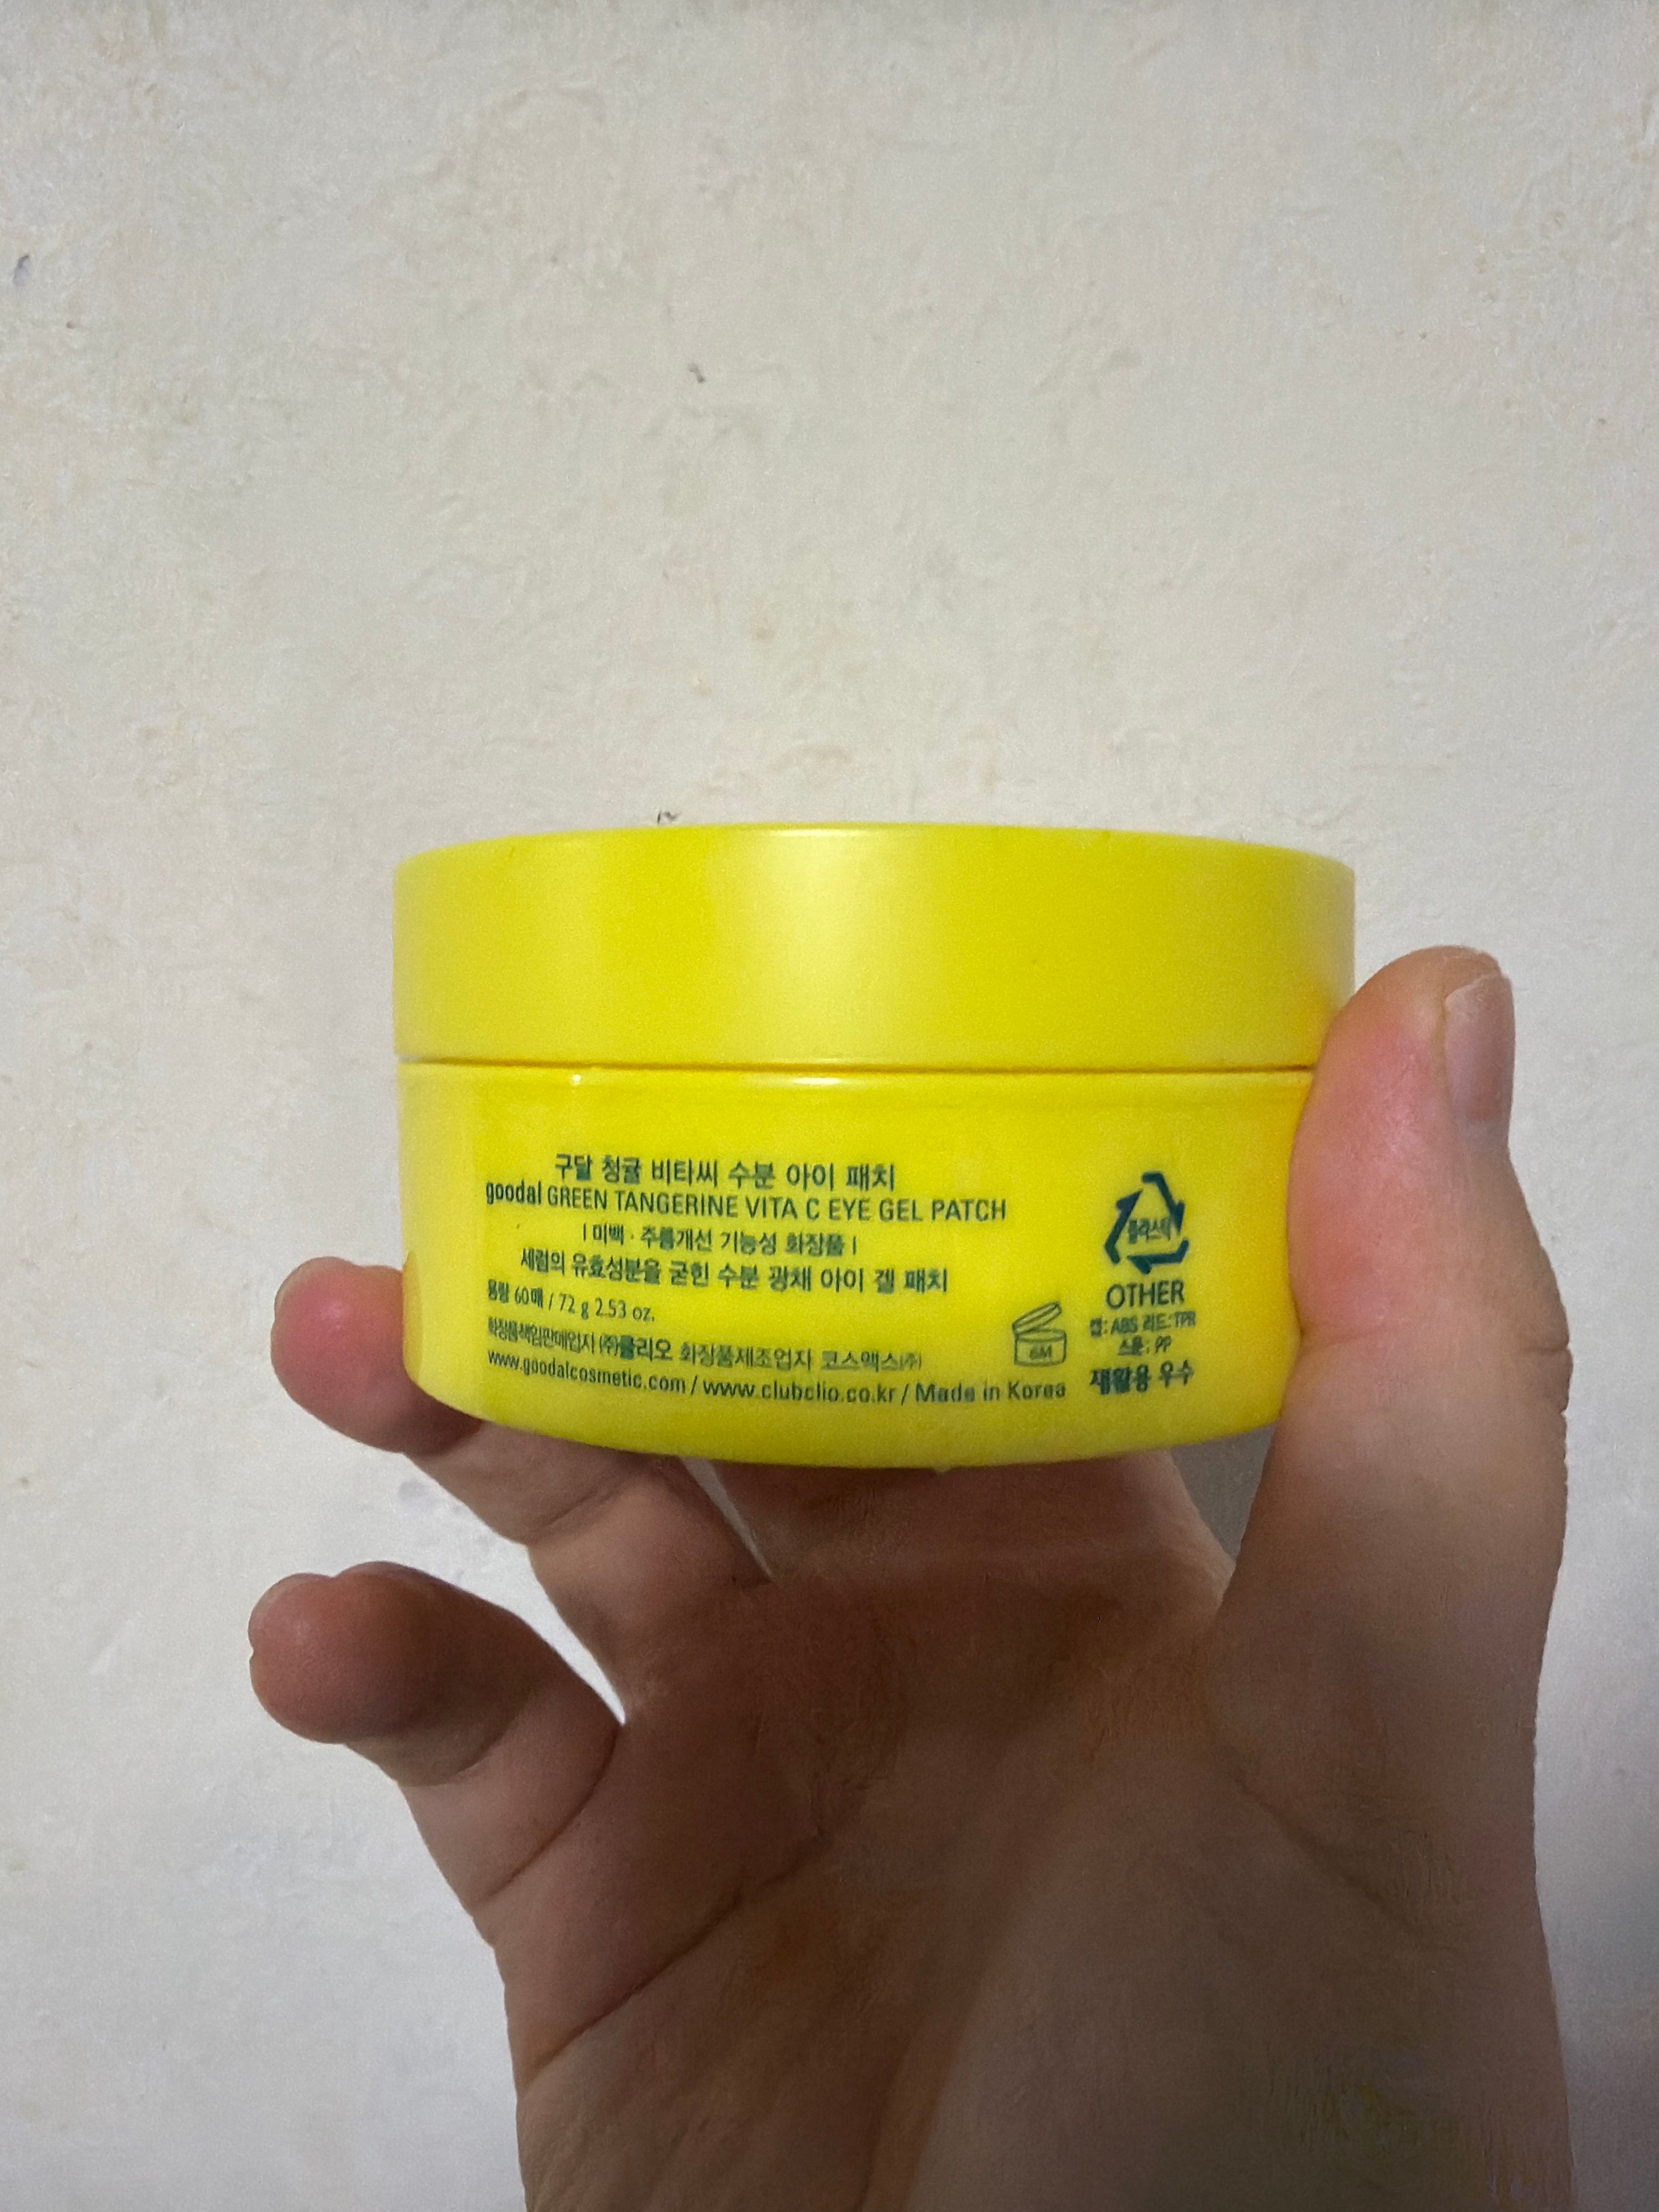 구달 청귤 비타씨 수분 아이 패치
goodal GREEN TANGERINE VITA C EYE GEL PATCH
| 미백 · 주름개선 기능성 화장품 |
세럼의 유효성분을 굳힌 수분 광채 아이 겔 패치
용량 60매 / 72 g 2.53 oz.
화장품책임판매업자 ㈜클리오 화장품제조업자 코스맥스㈜
www.goodalcosmetic.com / www.clubclio.co.kr / Made in Korea
6M
플라스틱
OTHER
캡: ABS 리드: TPR
스푼: PP
재활용 우수